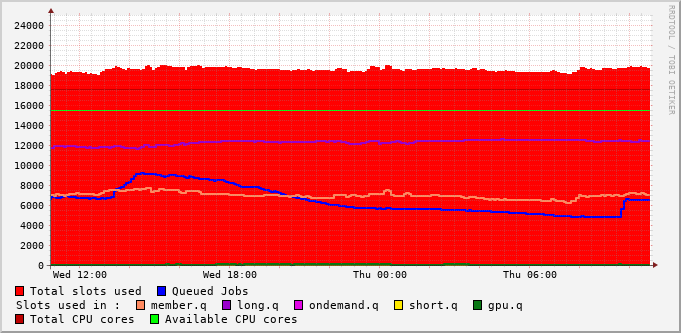 RRDTOOL / TOBI OETIKER
24000
22000
20000
18000
16000
14000
12000
10000
8000
6000
4000
2000
0
Wed 12:00 Wed 18:00 Thu 00:00 Thu 06:00
Total slots used Queued Jobs
Slots used in : member.q long.q ondemand.q short.q gpu.q
Total CPU cores Available CPU cores